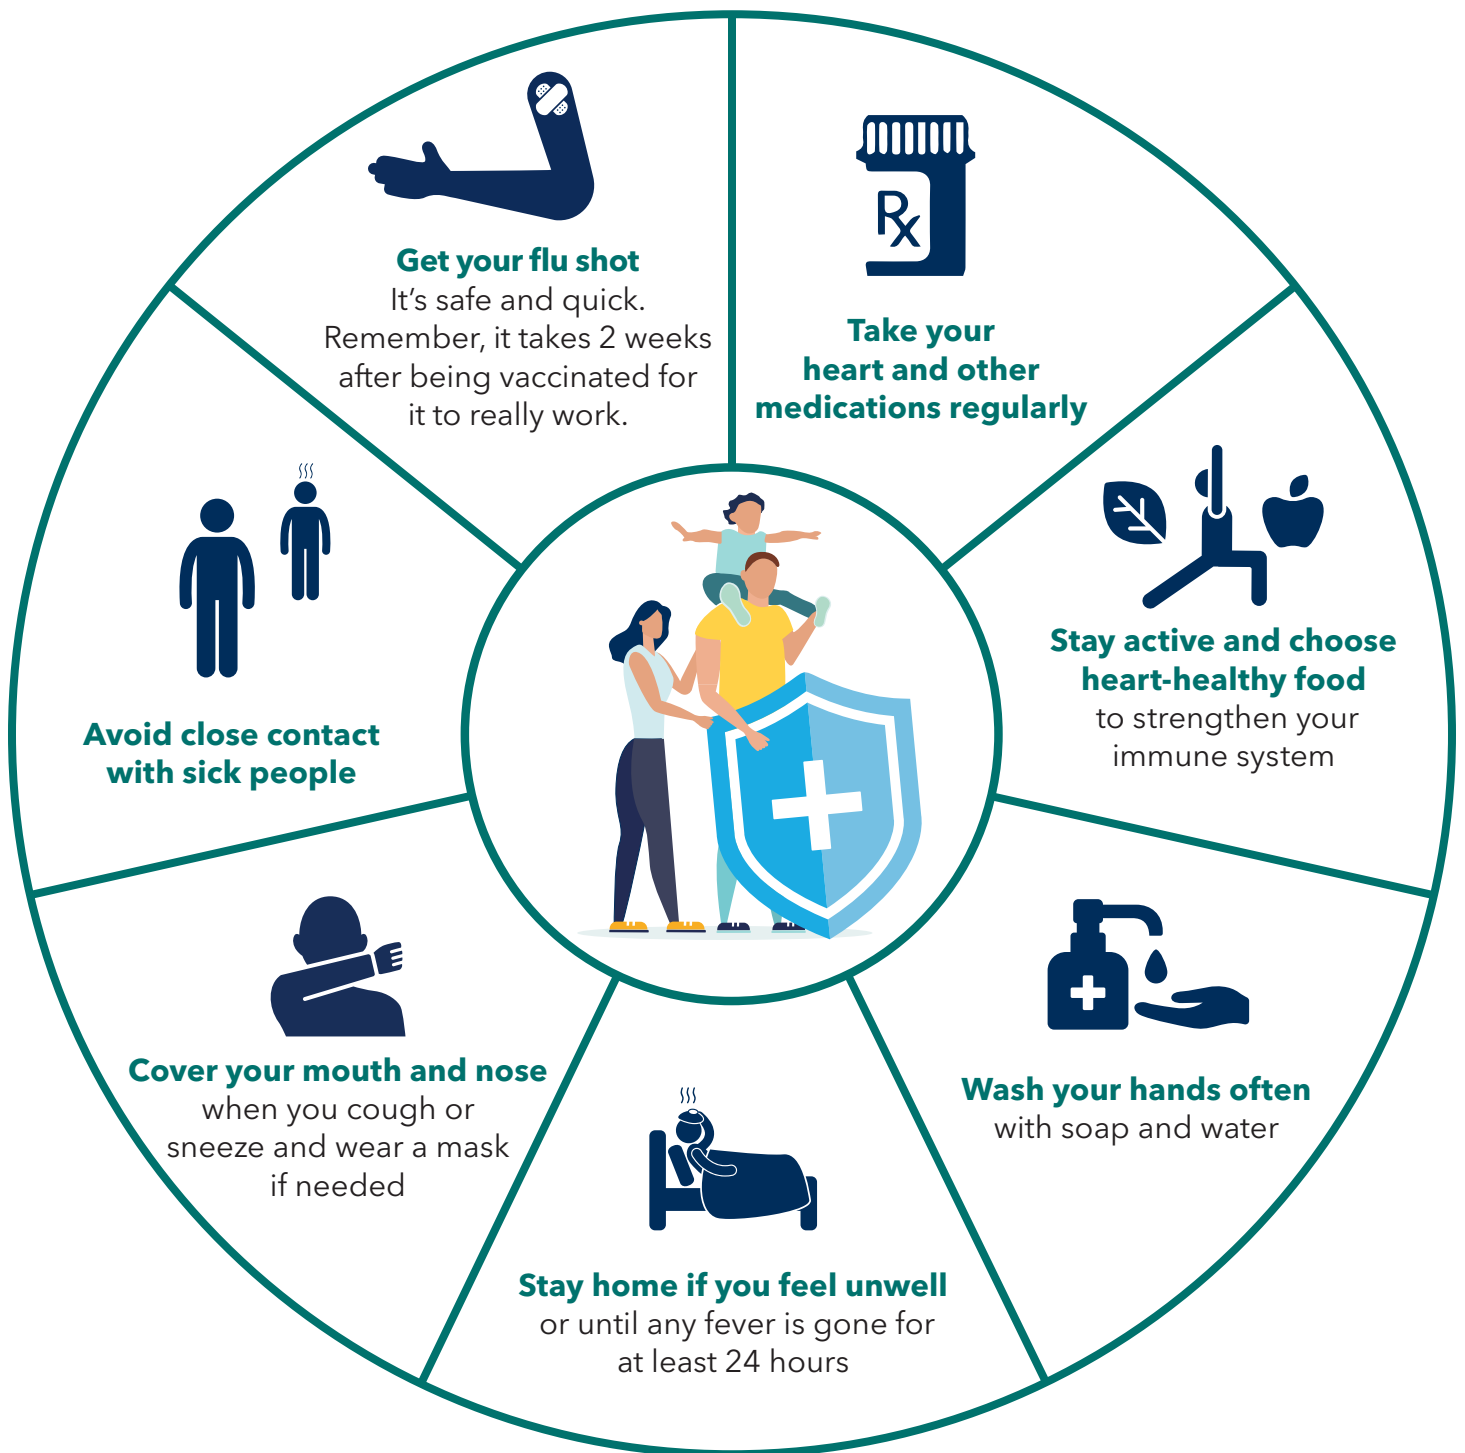 Get your flu shot
It’s safe and quick.
Remember, it takes 2 weeks
after being vaccinated for
it to really work.
Rx
Take your
heart and other
medications regularly
Stay active and choose
heart-healthy food
to strengthen your
immune system
Wash your hands often
with soap and water
Stay home if you feel unwell
or until any fever is gone for
at least 24 hours
Cover your mouth and nose
when you cough or
sneeze and wear a mask
if needed
Avoid close contact
with sick people